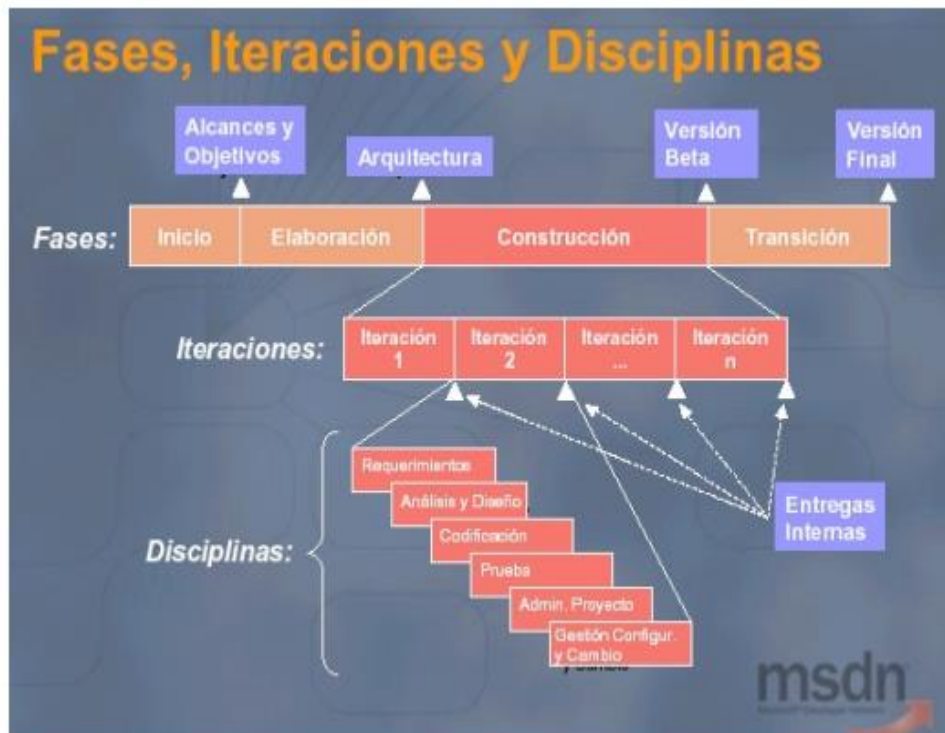 Fases, Iteraciones y Disciplinas
Alcances y
Objetivos
Arquitectura
Versión
Beta
Versión
Final
Fases:
Inicio
Elaboración
Construcción
Transición
Iteraciones:
Iteración
1
Iteración
2
Iteración
...
Iteración
n
Disciplinas:
Requerimientos
Análisis y Diseño
Codificación
Prueba
Admin. Proyecto
Gestión Configur.
y Cambio
Entregas
Internas
msdn